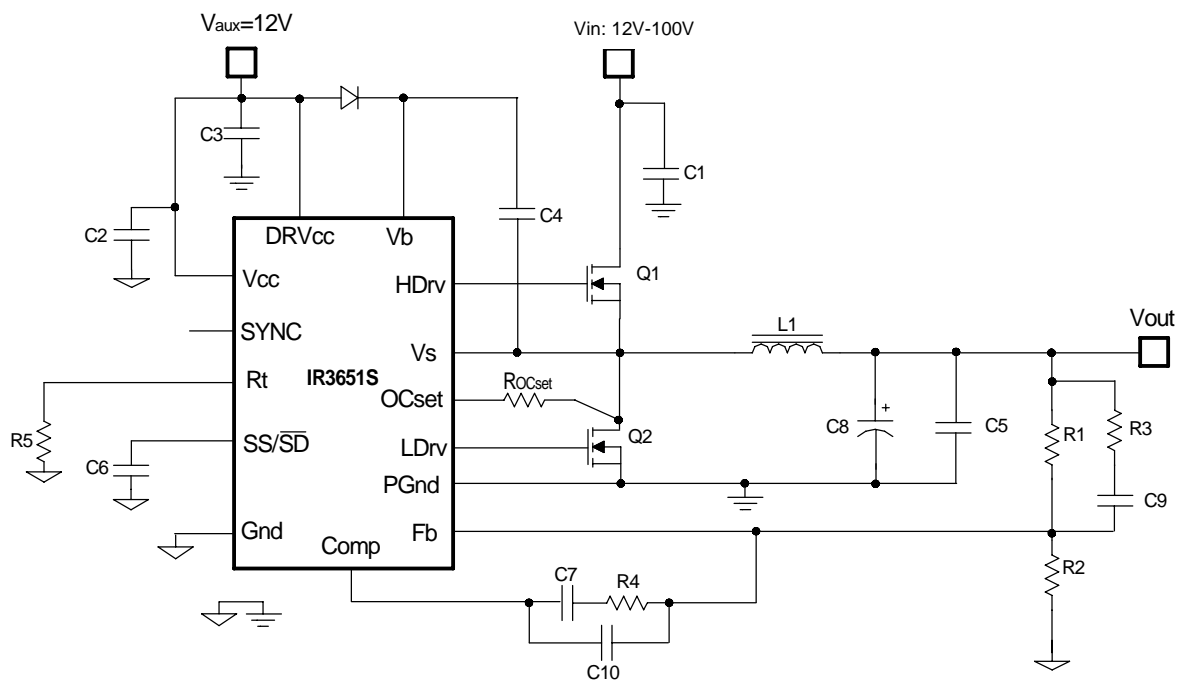 Vaux=12V
Vin: 12V-100V
C3
C1
C2
C4
DRVcc
Vb
Vcc
HDrv
Q1
SYNC
Vs
L1
Vout
Rt
IR3651S
OCset
ROCset
R5
C6
SS/SD
LDrv
Q2
C8
+
C5
R1
R3
PGnd
C9
Gnd
Comp
Fb
C7
R4
R2
C10